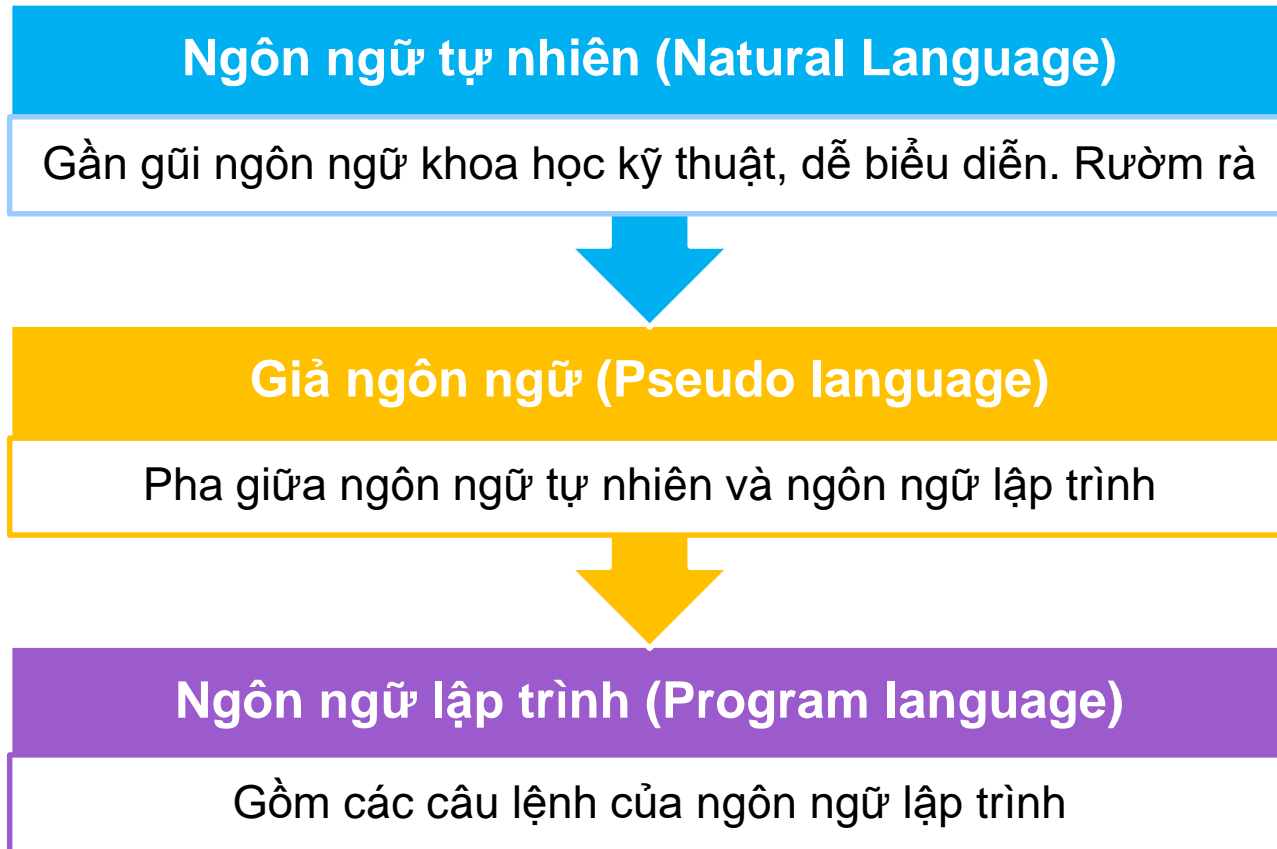 Ngôn ngữ tự nhiên (Natural Language)
Gần gũi ngôn ngữ khoa học kỹ thuật, dễ biểu diễn. Rườm rà
Giả ngôn ngữ (Pseudo language)
Pha giữa ngôn ngữ tự nhiên và ngôn ngữ lập trình
Ngôn ngữ lập trình (Program language)
Gồm các câu lệnh của ngôn ngữ lập trình